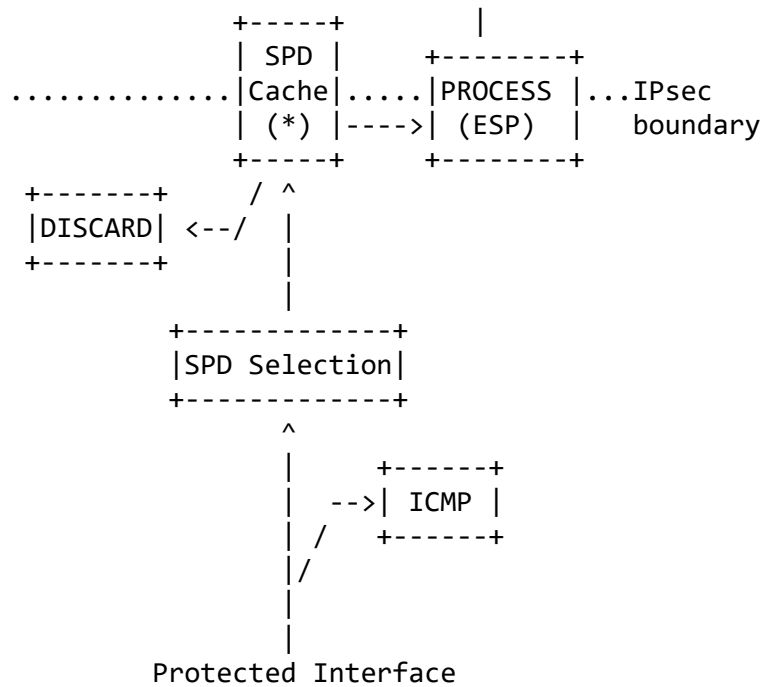 SPD
..............|Cache|.....|PROCESS |...IPsec
(*) |---->| (ESP) | boundary
|DISCARD| <--/
|SPD Selection|
-->| ICMP |
Protected Interface